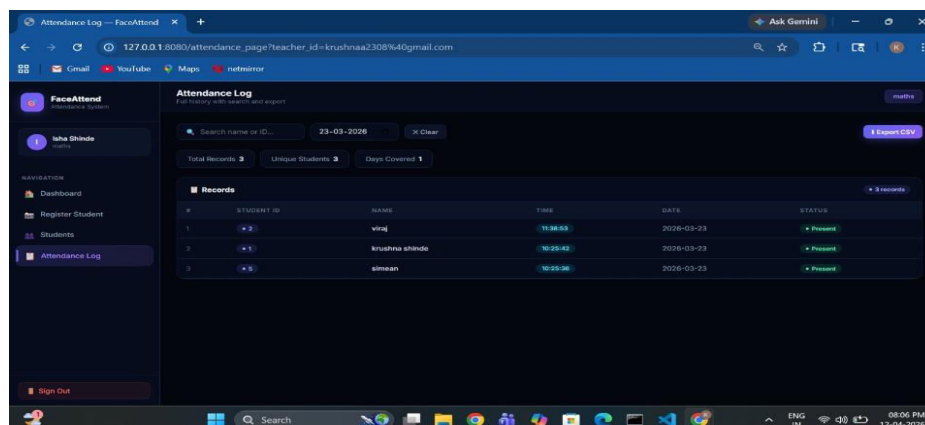 Attendance Log — FaceAttend
Ask Gemini
127.0.0.1:8080/attendance_page?teacher_id=krushnaa2308%40gmail.com
Gmail YouTube Maps netmirror
FaceAttend
Attendance System
Isha Shinde
maths
NAVIGATION
Dashboard
Register Student
Students
Attendance Log
Sign Out
Attendance Log
Full history with search and export
maths
Search name or ID...
23-03-2026
Clear
Export CSV
Total Records 3 Unique Students 3 Days Covered 1
Records
3 records
# STUDENT ID NAME TIME DATE STATUS
1 2 viraj 11:38:53 2026-03-23 Present
2 1 krushna shinde 10:25:42 2026-03-23 Present
3 5 simean 10:25:36 2026-03-23 Present
1
Search
ENG
IN
08:06 PM
12-04-2026